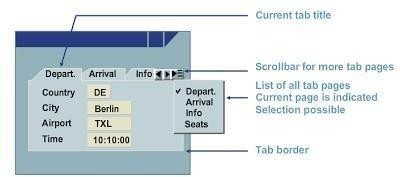 Current tab title
Scrollbar for more tab pages
Depart. Arrival Info
List of all tab pages
Current page is indicated
Selection possible
Country DE
City Berlin
Airport TXL
Time 10:10:00
✓ Depart.
Arrival
Info
Seats
Tab border